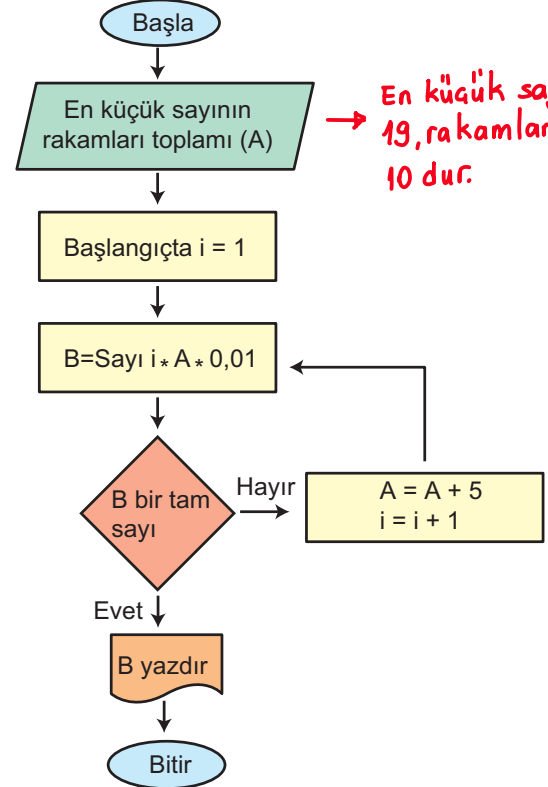 Başla
En küçük sayının
rakamları toplamı (A)
En küçük
19, rakamlar
10 dur.
Başlangıçta i = 1
B=Sayı i * A * 0,01
B bir tam
sayı
Hayır
A = A + 5
i = i + 1
Evet
B yazdır
Bitir